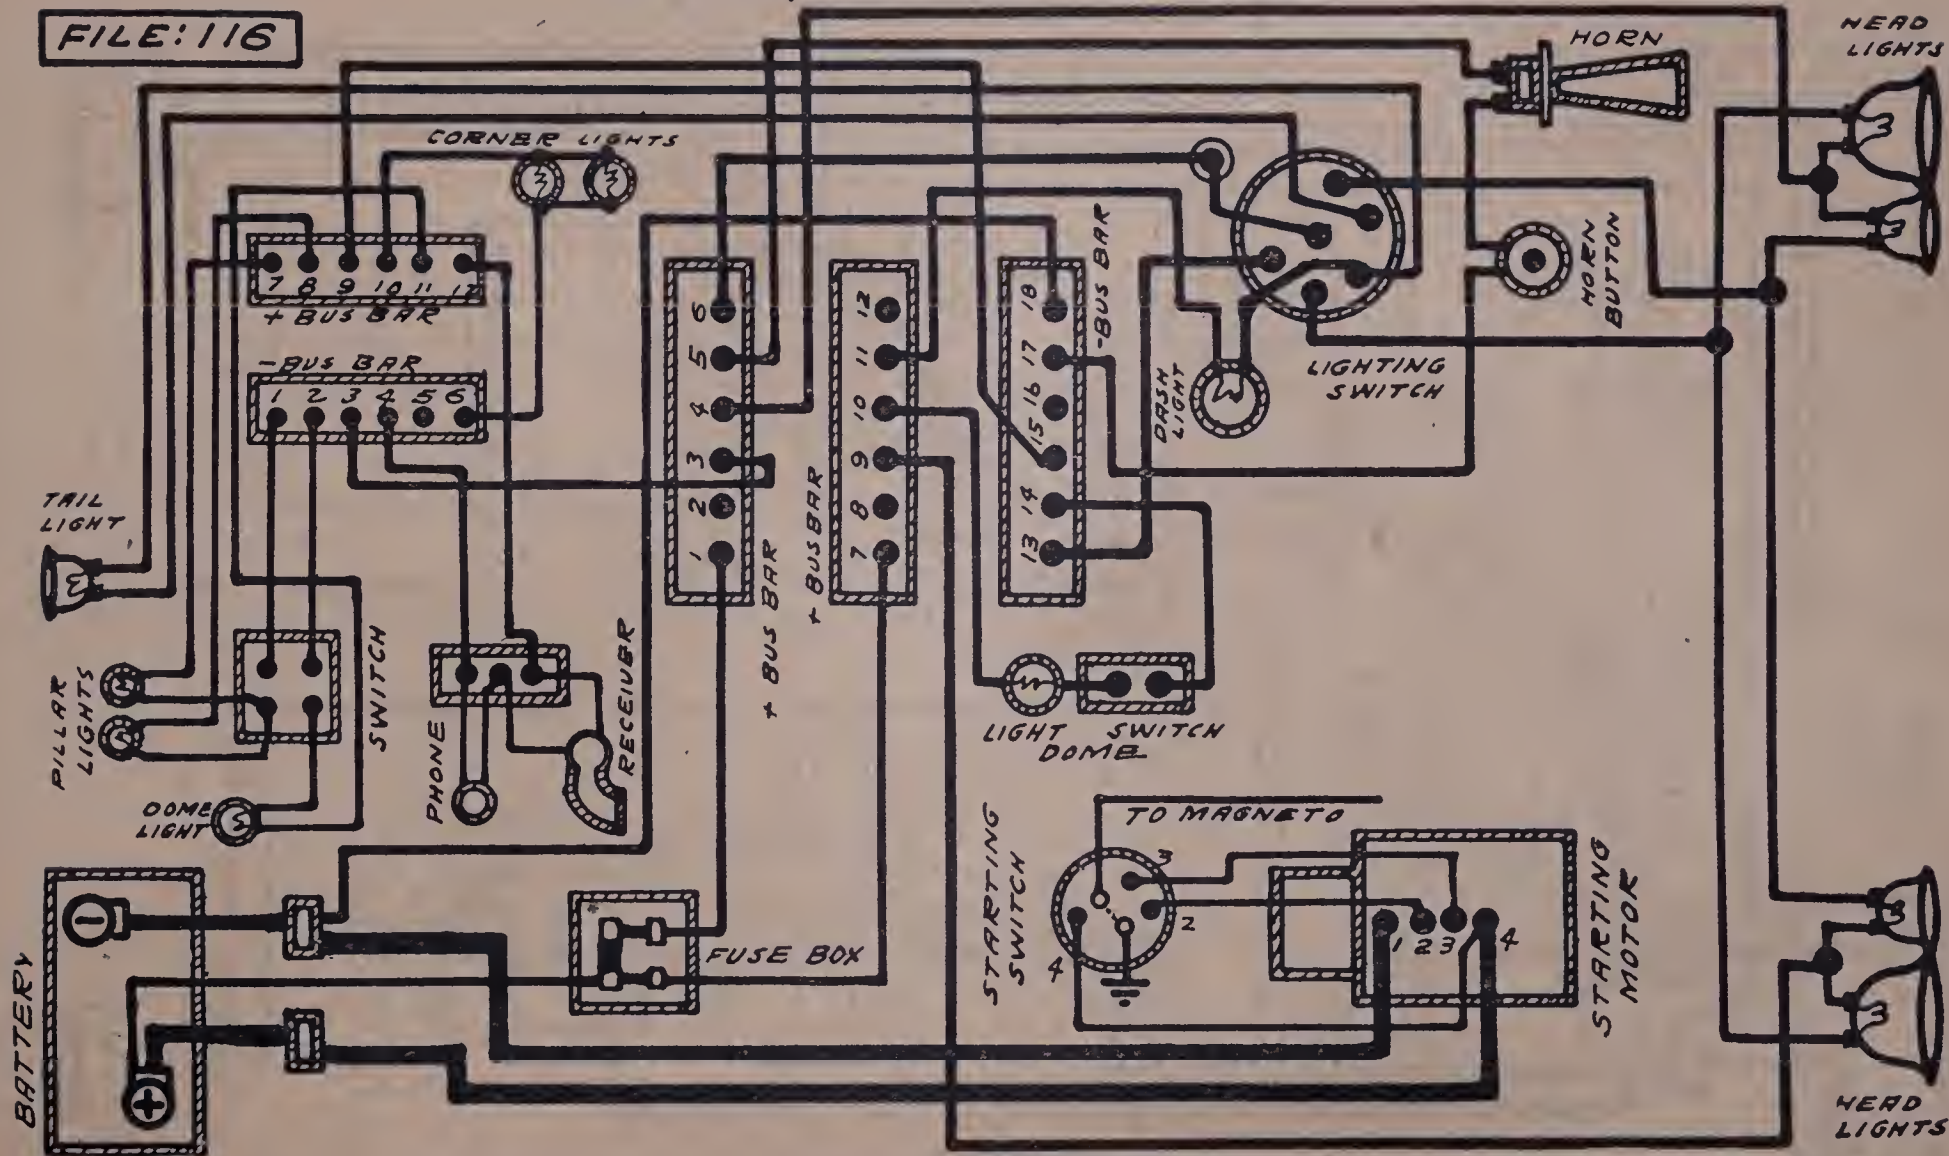 FILE: 116
HEAD
LIGHTS
HORN
CORNER LIGHTS
7 8 9 10 11 12
+ BUS BAR
- BUS BAR
1 2 3 4 5 6
6
5
4
3
2
1
+ BUS BAR
12
11
10
9
8
7
+ BUS BAR
18
17
16
15
14
13
- BUS BAR
DASH
LIGHT
LIGHTING
SWITCH
HORN
BUTTON
TAIL
LIGHT
PILLAR
LIGHTS
SWITCH
DOME
LIGHT
PHONE
RECEIVER
LIGHT SWITCH
DOME
BATTERY
-
+
FUSE BOX
STARTING
SWITCH
TO MAGNETO
3
2
4
1 2 3 4
STARTING
MOTOR
HEAD
LIGHTS